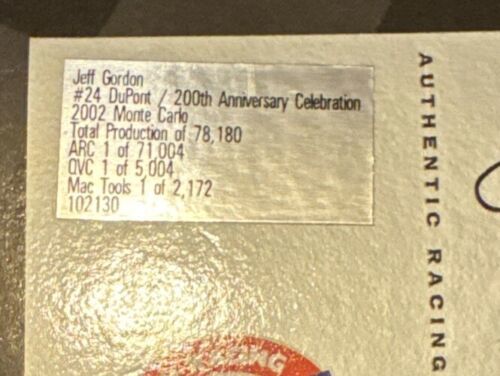 Jeff Gordon
#24 DuPont / 200th Anniversary Celebration
2002 Monte Carlo
Total Production of 78,180
ARC 1 of 71,004
QVC 1 of 5,004
Mac Tools 1 of 2,172
102130
AUTHENTIC RACING